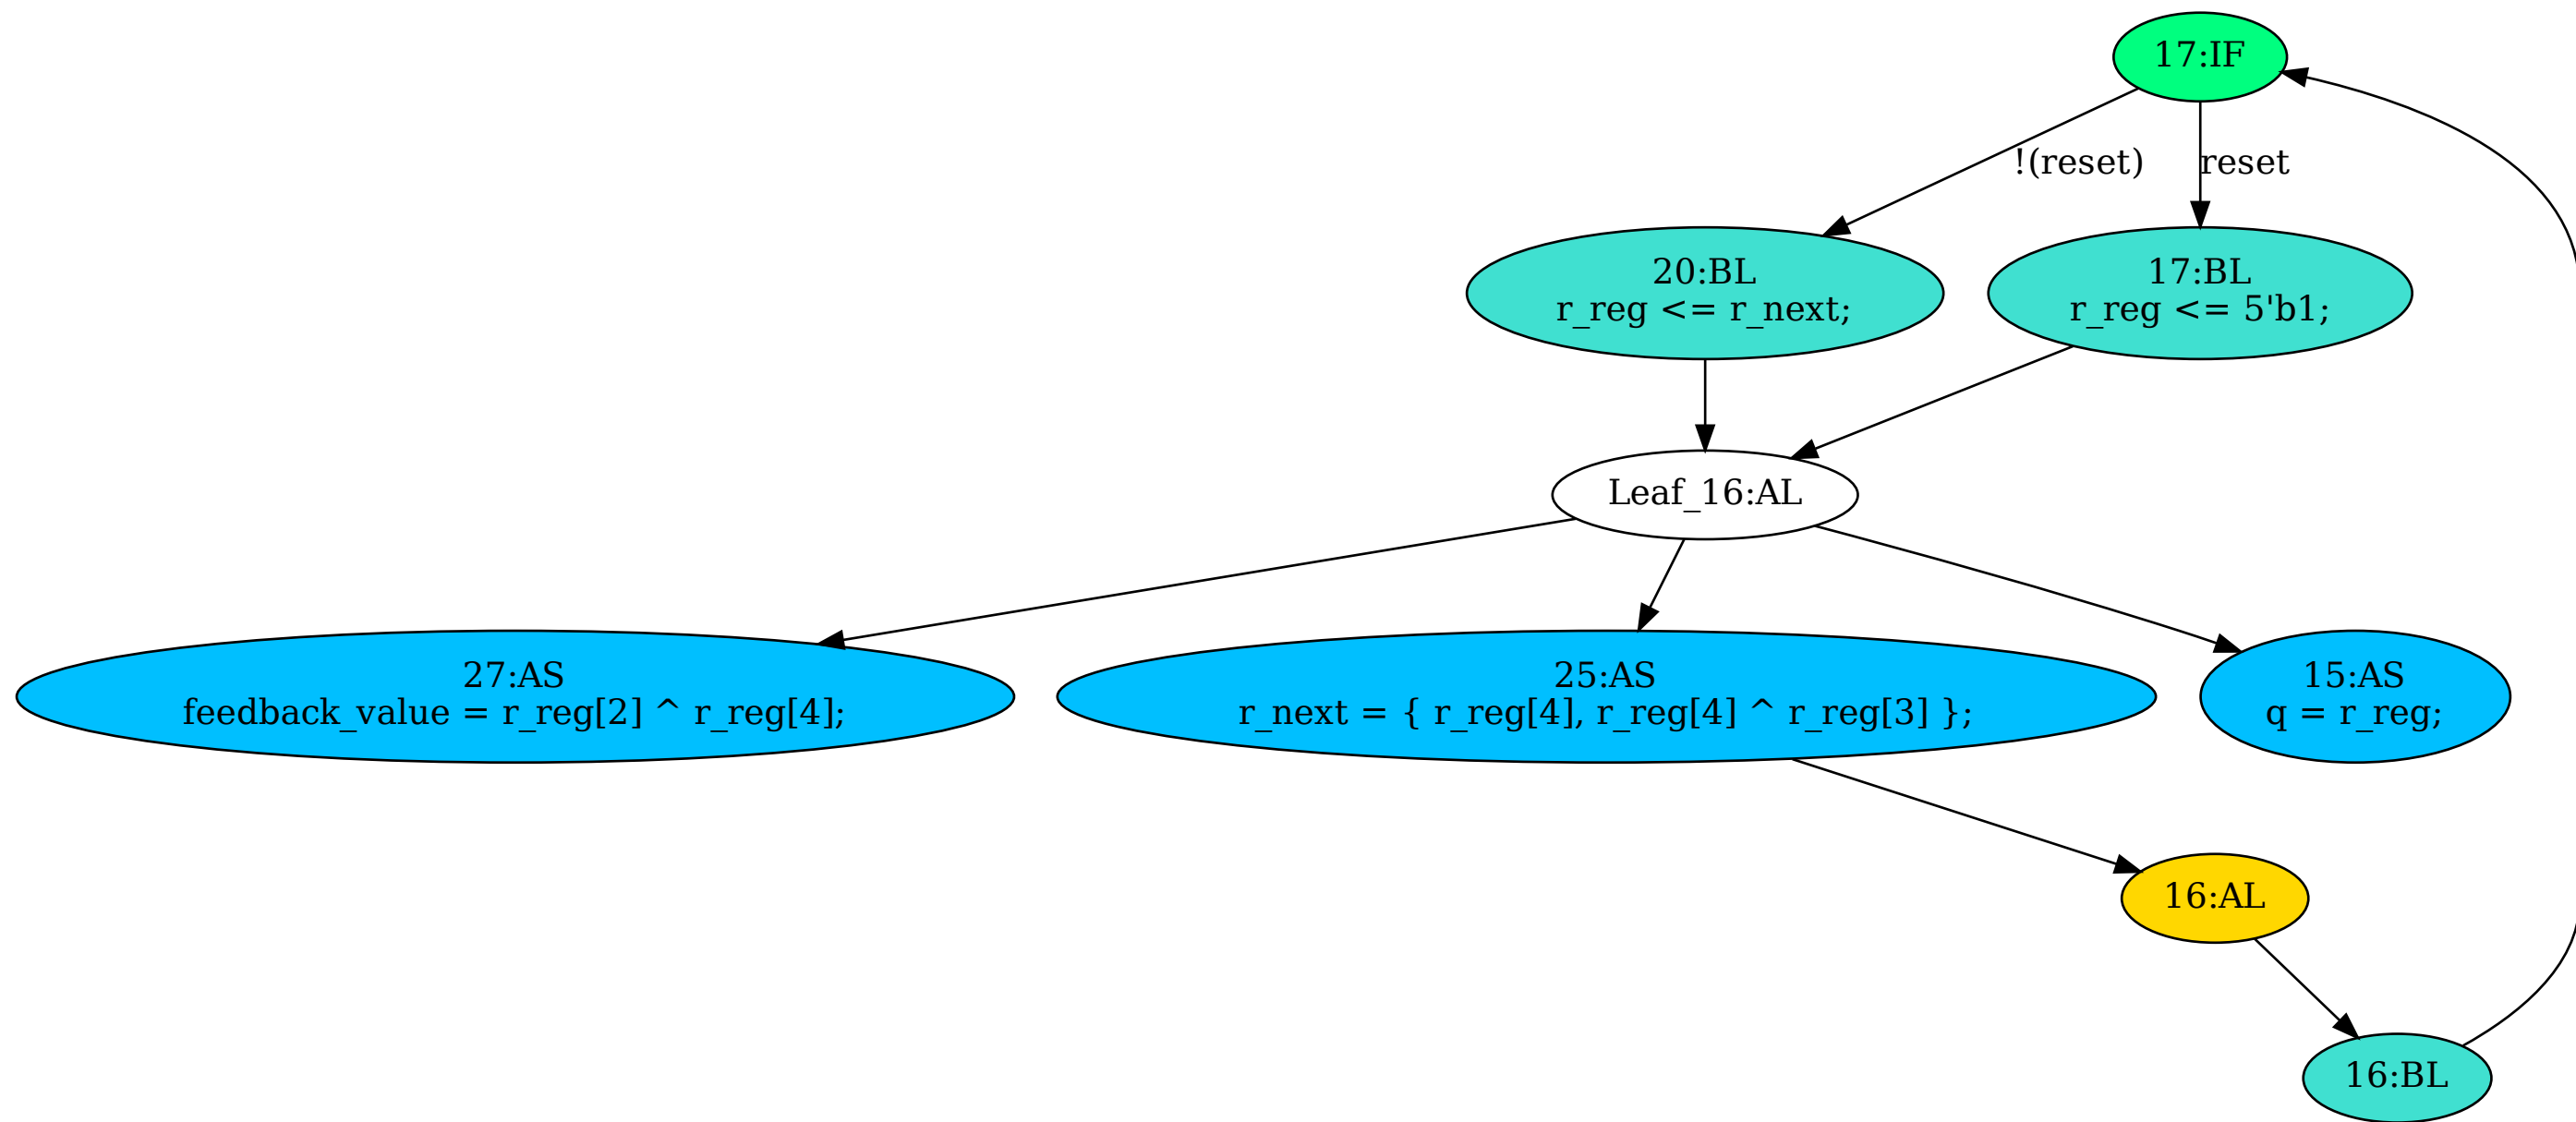 17:IF
!(reset)
reset
20:BL
r_reg <= r_next;
17:BL
r_reg <= 5'b1;
Leaf_16:AL
27:AS
feedback_value = r_reg[2] ^ r_reg[4];
25:AS
r_next = { r_reg[4], r_reg[4] ^ r_reg[3] };
15:AS
q = r_reg;
16:AL
16:BL